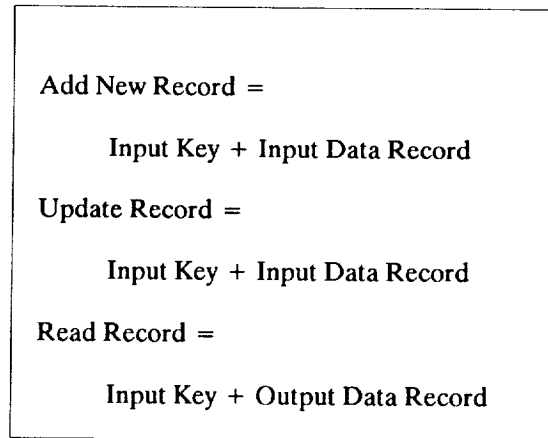 Add New Record =
Input Key + Input Data Record
Update Record =
Input Key + Input Data Record
Read Record =
Input Key + Output Data Record